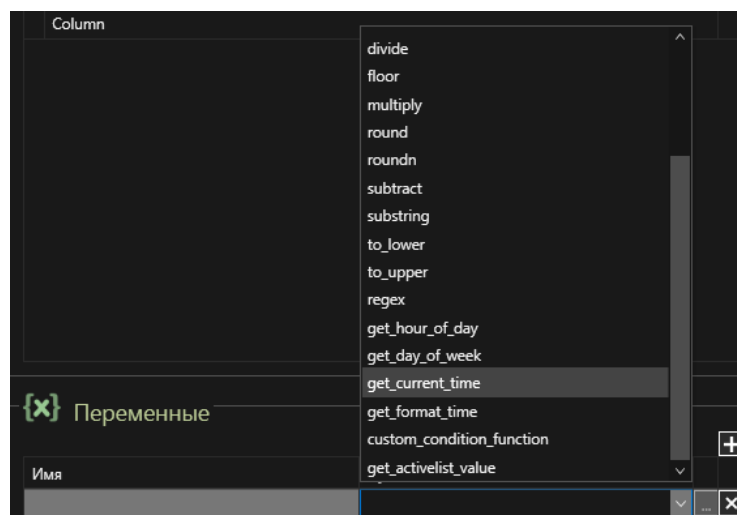 Column
divide
floor
multiply
round
roundn
subtract
substring
to_lower
to_upper
regex
get_hour_of_day
get_day_of_week
get_current_time
get_format_time
custom_condition_function
get_activelist_value
{x} Переменные
Имя
...